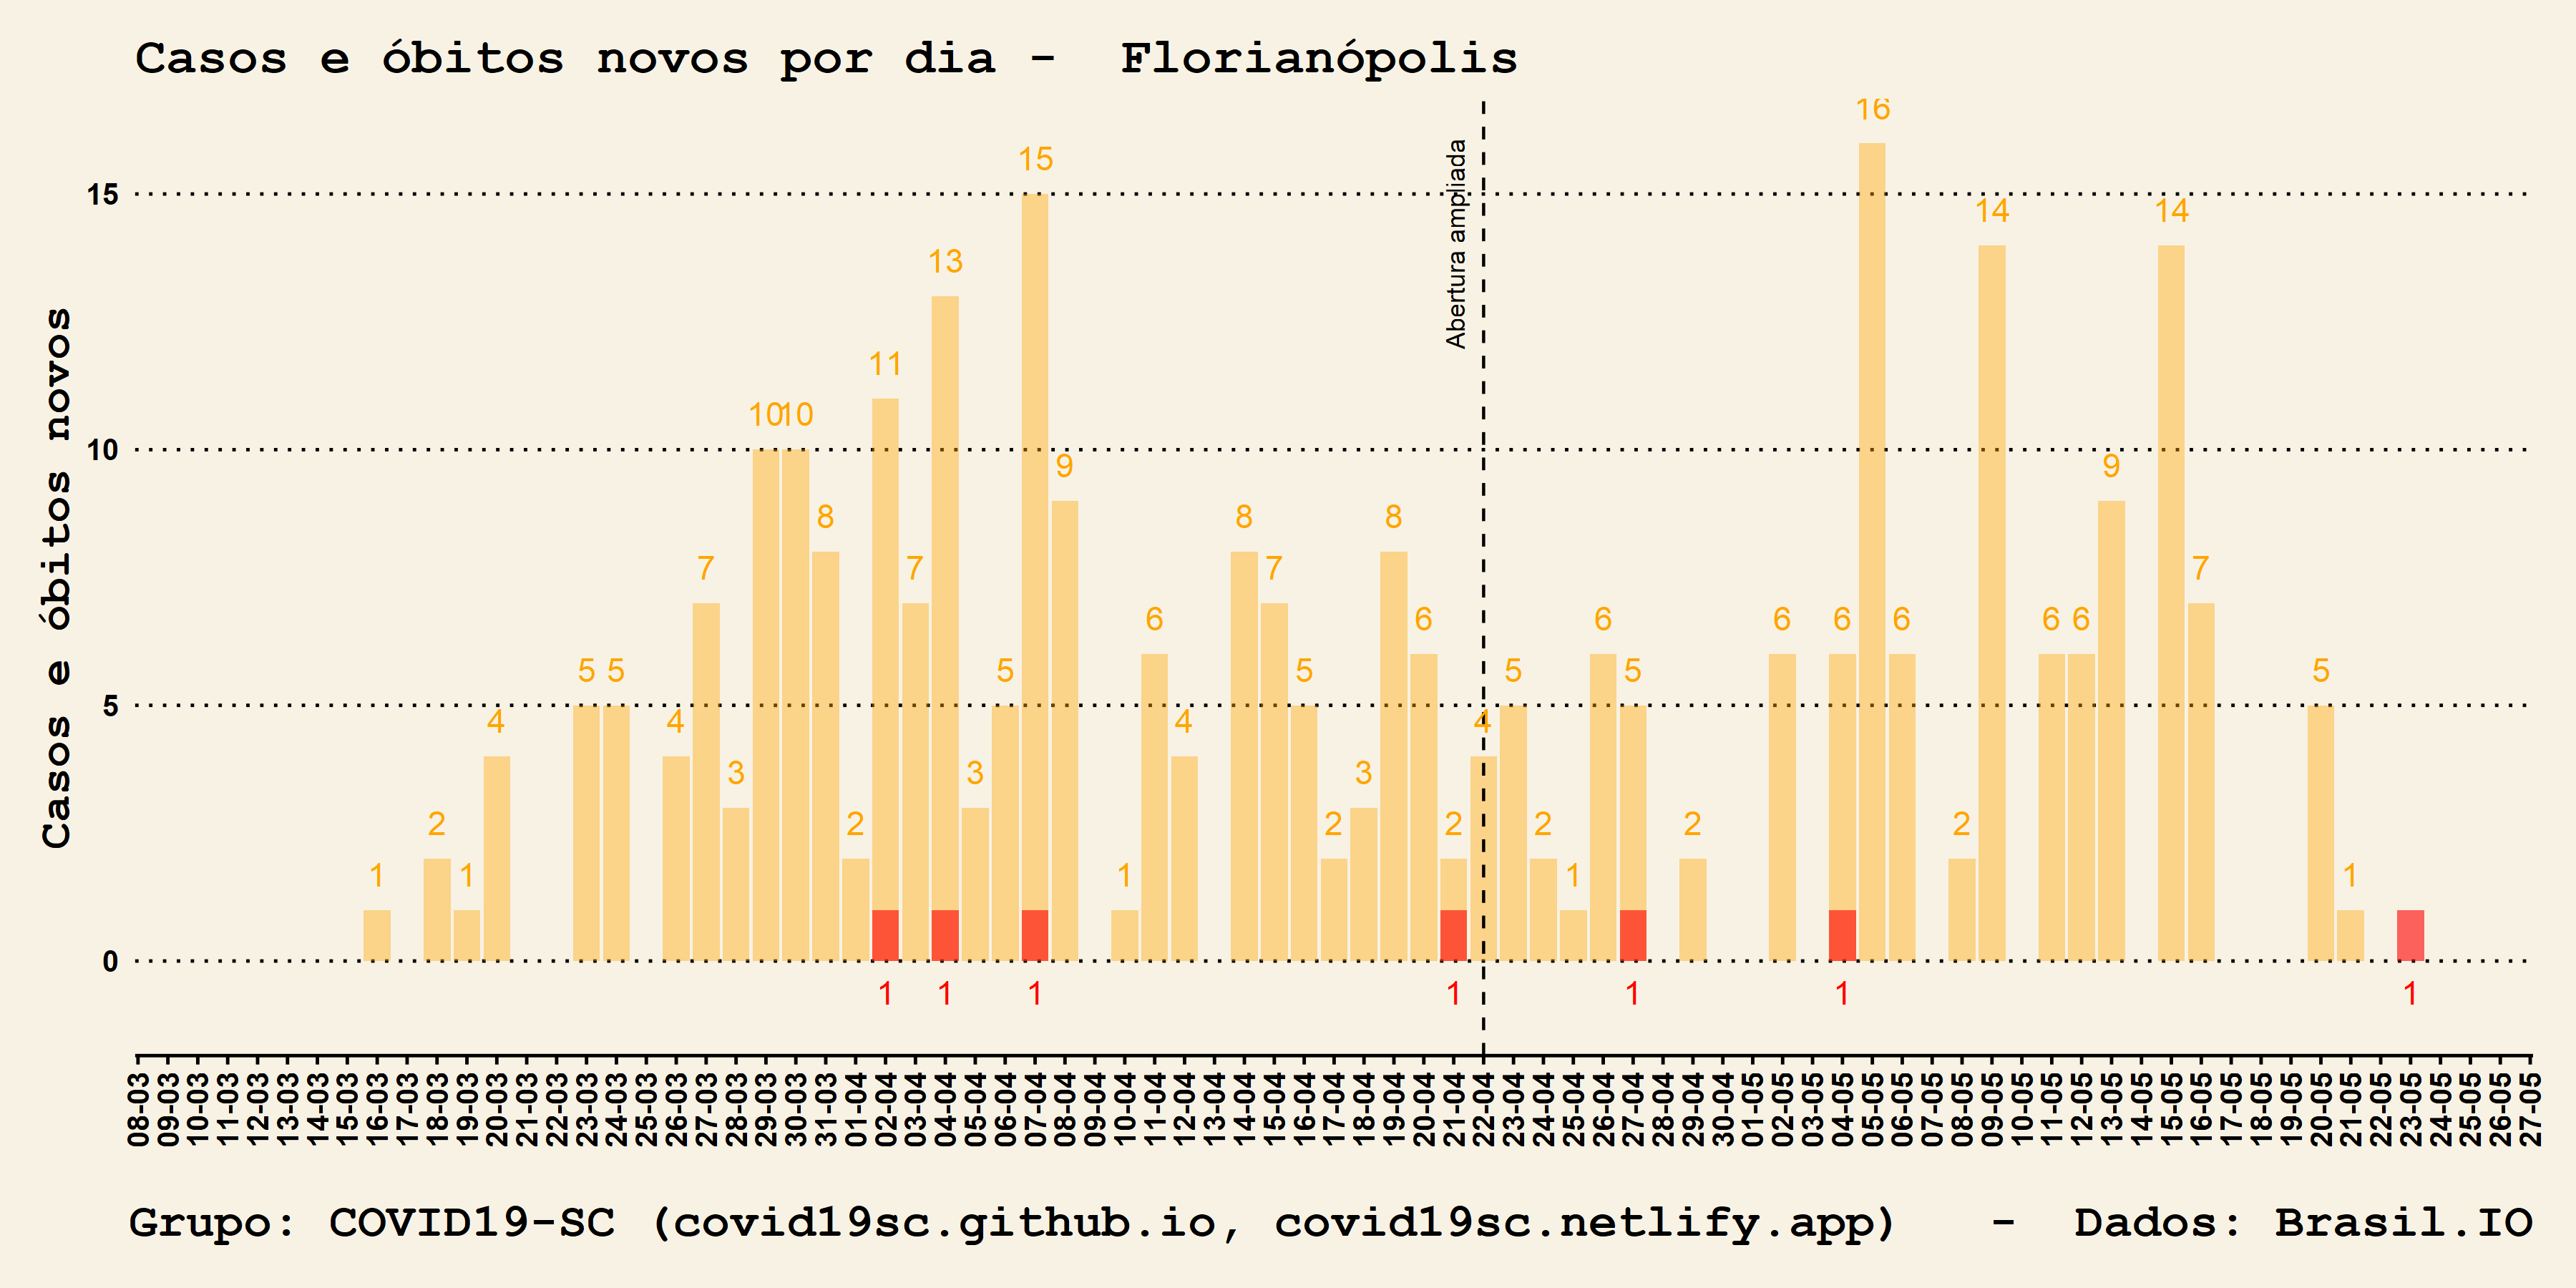 Casos e óbitos novos por dia -  Florianópolis
Casos e óbitos novos
15
10
5
0
Abertura ampliada
1 2 1 4 5 5 4 7 3 10 10 8 2 11 7 13 3 5 15 9 1 6 4 8 7 5 2 3 8 6 2 4 5 2 1 6 5 2 6 6 16 6 2 14 6 6 9 14 7 5 1
1 1 1 1 1 1 1
08-03 09-03 10-03 11-03 12-03 13-03 14-03 15-03 16-03 17-03 18-03 19-03 20-03 21-03 22-03 23-03 24-03 25-03 26-03 27-03 28-03 29-03 30-03 31-03 01-04 02-04 03-04 04-04 05-04 06-04 07-04 08-04 09-04 10-04 11-04 12-04 13-04 14-04 15-04 16-04 17-04 18-04 19-04 20-04 21-04 22-04 23-04 24-04 25-04 26-04 27-04 28-04 29-04 30-04 01-05 02-05 03-05 04-05 05-05 06-05 07-05 08-05 09-05 10-05 11-05 12-05 13-05 14-05 15-05 16-05 17-05 18-05 19-05 20-05 21-05 22-05 23-05 24-05 25-05 26-05 27-05
Grupo: COVID19-SC (covid19sc.github.io, covid19sc.netlify.app)   -  Dados: Brasil.IO